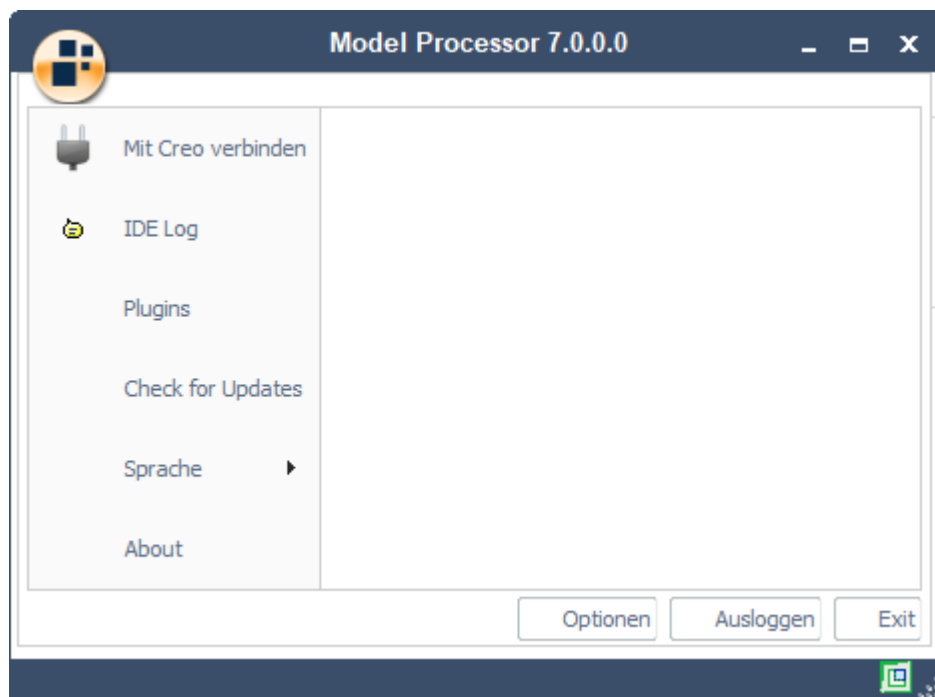 Model Processor 7.0.0.0
Mit Creo verbinden
IDE Log
Plugins
Check for Updates
Sprache
About
Optionen
Ausloggen
Exit